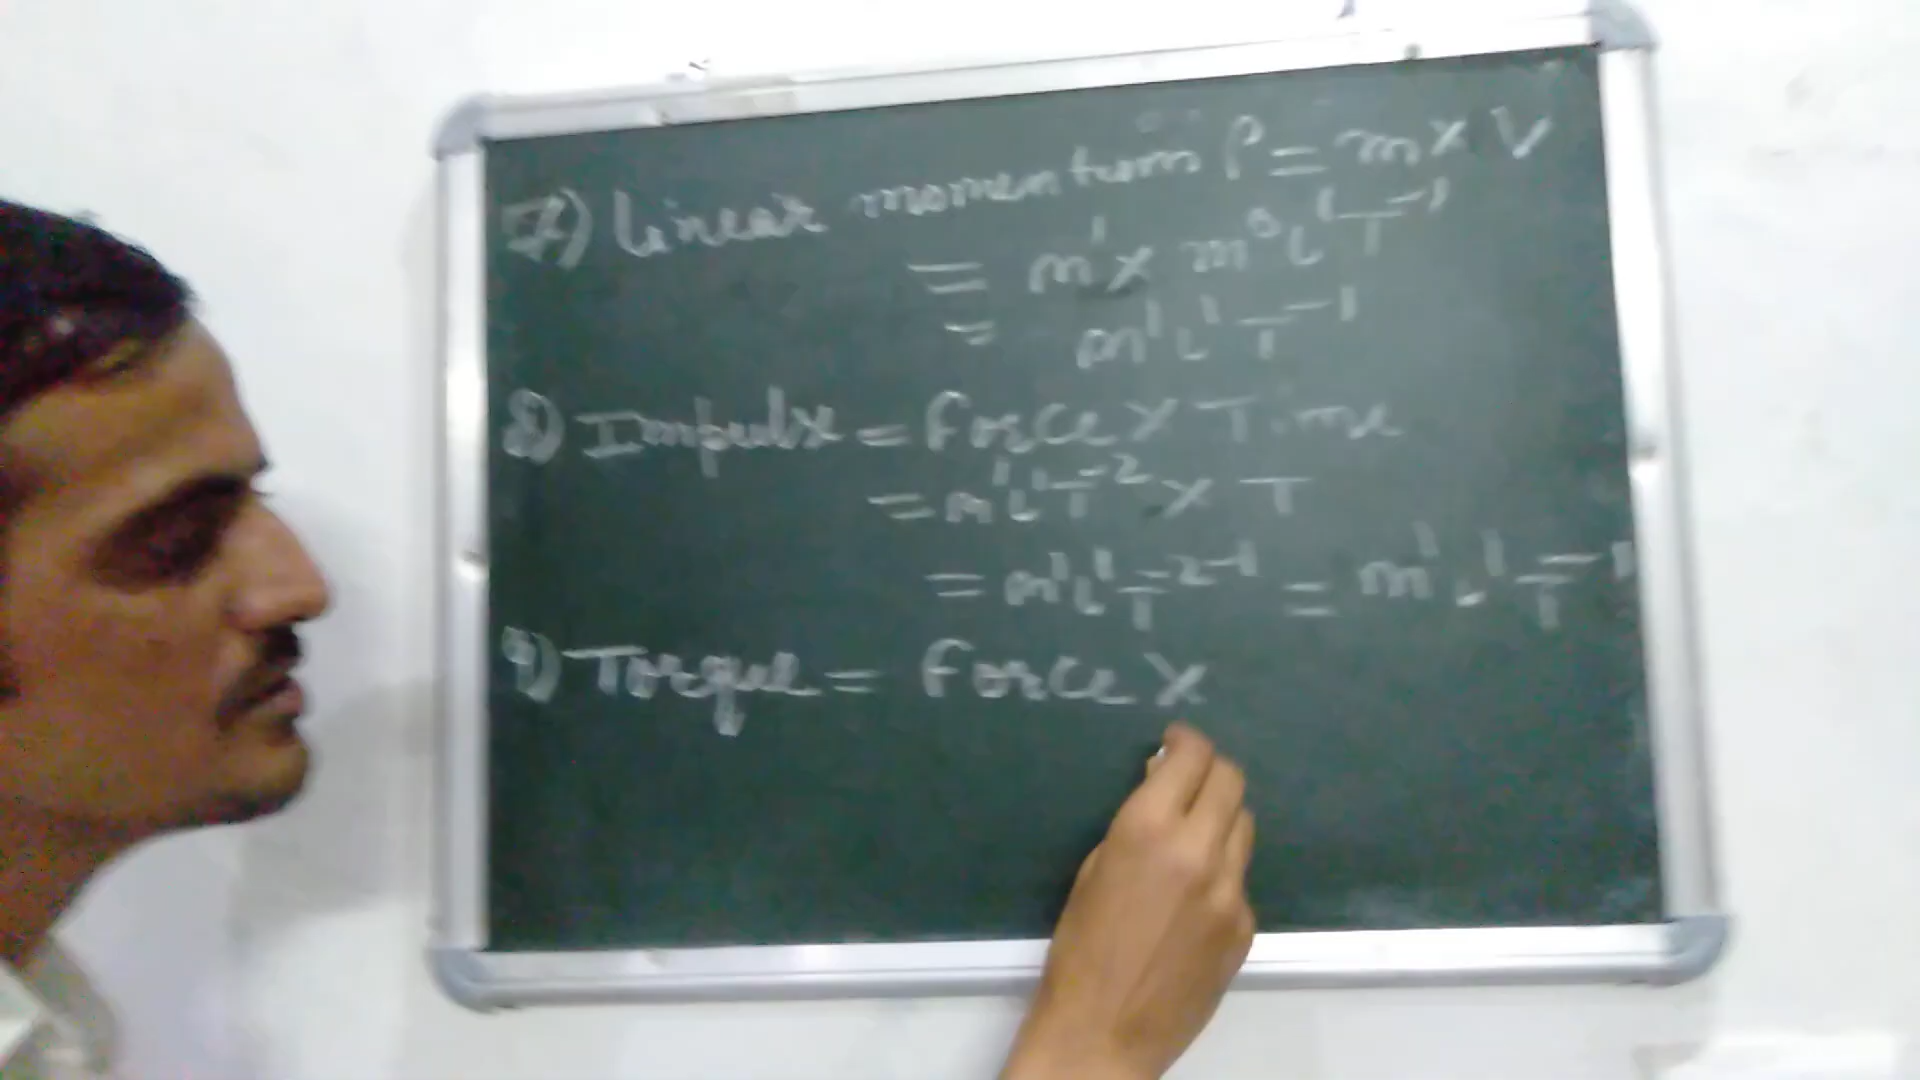 7) Linear momentum P = m x V
= m¹ x m⁰ L¹ T⁻¹
= m¹ L¹ T⁻¹
8) Impulse = Force x Time
= m¹ L¹ T⁻² x T
= m¹ L¹ T⁻²⁻¹ = m¹ L¹ T⁻¹
9) Torque = Force x